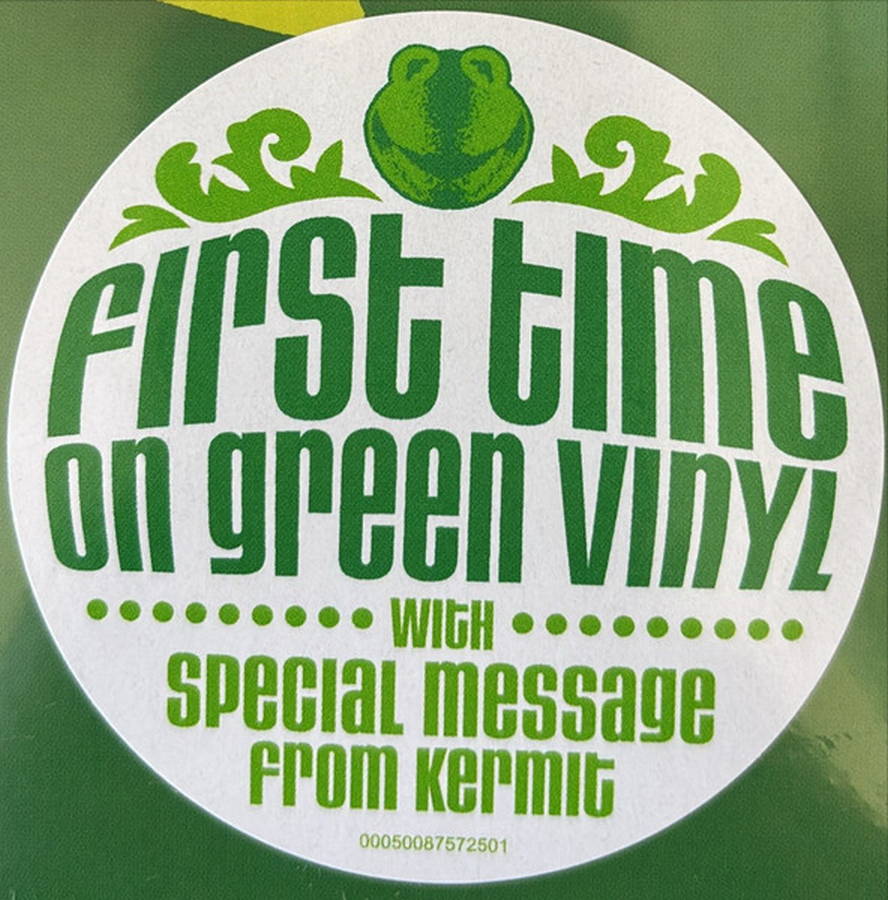 First Time
on green vinyl
with
special message
from Kermit
00050087572501